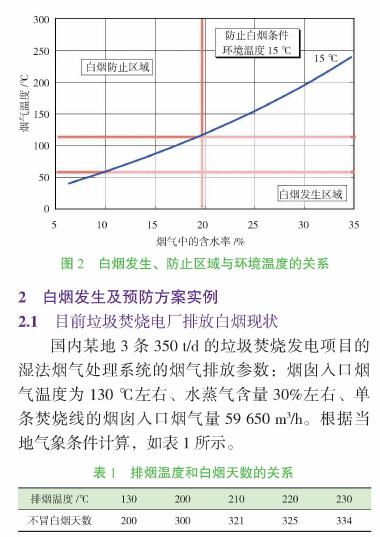 300
250
200
150
100
50
0
烟气温度/℃
白烟防止区域
防止白烟条件
环境温度 15 ℃
15 ℃
白烟发生区域
5 10 15 20 25 30 35
烟气中的含水率/%
图 2 白烟发生、防止区域与环境温度的关系
2 白烟发生及预防方案实例
2.1 目前垃圾焚烧电厂排放白烟现状
国内某地 3 条 350 t/d 的垃圾焚烧发电项目的
湿法烟气处理系统的烟气排放参数：烟囱入口烟
气温度为 130 ℃左右、水蒸气含量 30%左右、单
条焚烧线的烟囱入口烟气量 59 650 m³/h。根据当
地气象条件计算，如表 1 所示。
表 1 排烟温度和白烟天数的关系
排烟温度/℃ 130 200 210 220 230
不冒白烟天数 200 300 321 325 334